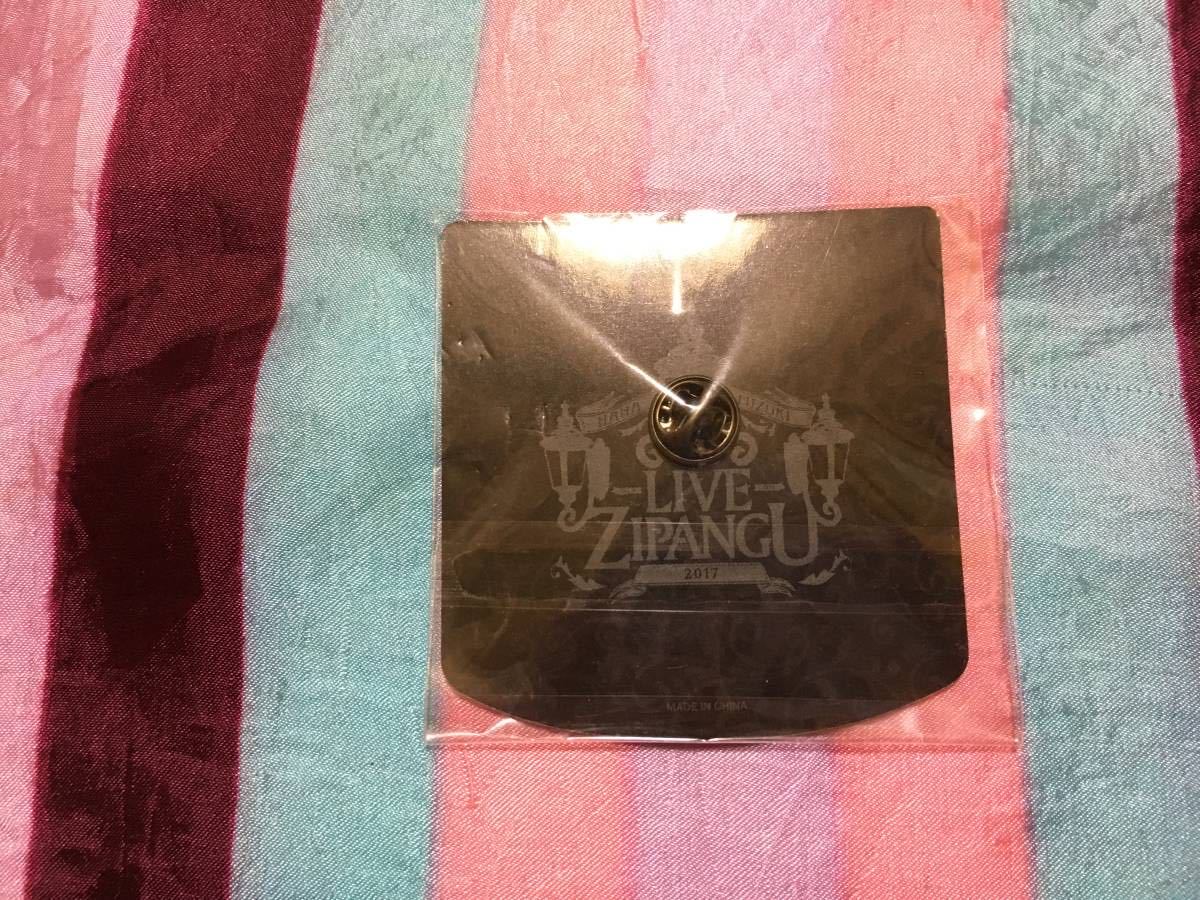 NANA MIZUKI
-LIVE-
ZIPANGU
2017
MADE IN CHINA